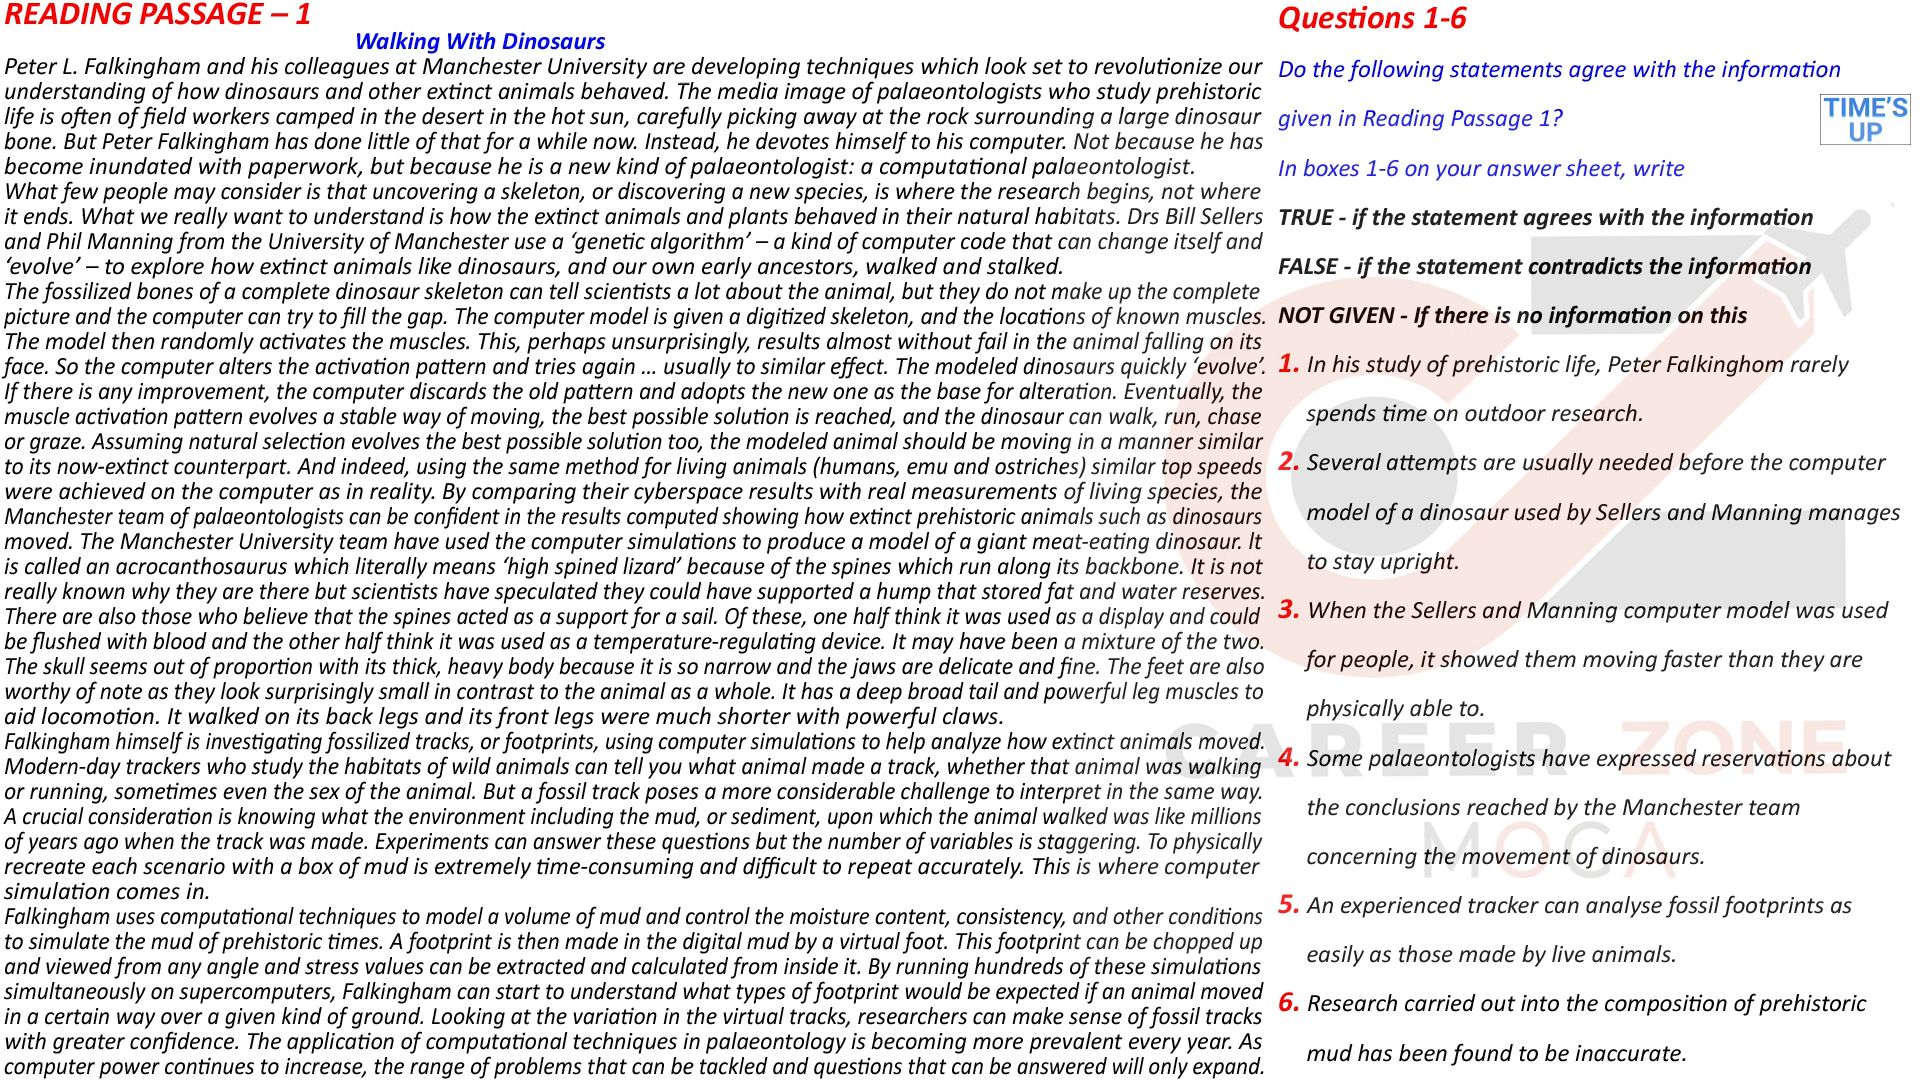 READING PASSAGE – 1
Walking With Dinosaurs
Peter L. Falkingham and his colleagues at Manchester University are developing techniques which look set to revolutionize our
understanding of how dinosaurs and other extinct animals behaved. The media image of palaeontologists who study prehistoric
life is often of field workers camped in the desert in the hot sun, carefully picking away at the rock surrounding a large dinosaur
bone. But Peter Falkingham has done little of that for a while now. Instead, he devotes himself to his computer. Not because he has
become inundated with paperwork, but because he is a new kind of palaeontologist: a computational palaeontologist.
What few people may consider is that uncovering a skeleton, or discovering a new species, is where the research begins, not where
it ends. What we really want to understand is how the extinct animals and plants behaved in their natural habitats. Drs Bill Sellers
and Phil Manning from the University of Manchester use a ‘genetic algorithm’ – a kind of computer code that can change itself and
‘evolve’ – to explore how extinct animals like dinosaurs, and our own early ancestors, walked and stalked.
The fossilized bones of a complete dinosaur skeleton can tell scientists a lot about the animal, but they do not make up the complete
picture and the computer can try to fill the gap. The computer model is given a digitized skeleton, and the locations of known muscles.
The model then randomly activates the muscles. This, perhaps unsurprisingly, results almost without fail in the animal falling on its
face. So the computer alters the activation pattern and tries again ... usually to similar effect. The modeled dinosaurs quickly ‘evolve’.
If there is any improvement, the computer discards the old pattern and adopts the new one as the base for alteration. Eventually, the
muscle activation pattern evolves a stable way of moving, the best possible solution is reached, and the dinosaur can walk, run, chase
or graze. Assuming natural selection evolves the best possible solution too, the modeled animal should be moving in a manner similar
to its now-extinct counterpart. And indeed, using the same method for living animals (humans, emu and ostriches) similar top speeds
were achieved on the computer as in reality. By comparing their cyberspace results with real measurements of living species, the
Manchester team of palaeontologists can be confident in the results computed showing how extinct prehistoric animals such as dinosaurs
moved. The Manchester University team have used the computer simulations to produce a model of a giant meat-eating dinosaur. lt
is called an acrocanthosaurus which literally means ‘high spined lizard’ because of the spines which run along its backbone. It is not
really known why they are there but scientists have speculated they could have supported a hump that stored fat and water reserves.
There are also those who believe that the spines acted as a support for a sail. Of these, one half think it was used as a display and could
be flushed with blood and the other half think it was used as a temperature-regulating device. It may have been a mixture of the two.
The skull seems out of proportion with its thick, heavy body because it is so narrow and the jaws are delicate and fine. The feet are also
worthy of note as they look surprisingly small in contrast to the animal as a whole. It has a deep broad tail and powerful leg muscles to
aid locomotion. It walked on its back legs and its front legs were much shorter with powerful claws.
Falkingham himself is investigating fossilized tracks, or footprints, using computer simulations to help analyze how extinct animals moved.
Modern-day trackers who study the habitats of wild animals can tell you what animal made a track, whether that animal was walking
or running, sometimes even the sex of the animal. But a fossil track poses a more considerable challenge to interpret in the same way.
A crucial consideration is knowing what the environment including the mud, or sediment, upon which the animal walked was like millions
of years ago when the track was made. Experiments can answer these questions but the number of variables is staggering. To physically
recreate each scenario with a box of mud is extremely time-consuming and difficult to repeat accurately. This is where computer
simulation comes in.
Falkingham uses computational techniques to model a volume of mud and control the moisture content, consistency, and other conditions
to simulate the mud of prehistoric times. A footprint is then made in the digital mud by a virtual foot. This footprint can be chopped up
and viewed from any angle and stress values can be extracted and calculated from inside it. By running hundreds of these simulations
simultaneously on supercomputers, Falkingham can start to understand what types of footprint would be expected if an animal moved
in a certain way over a given kind of ground. Looking at the variation in the virtual tracks, researchers can make sense of fossil tracks
with greater confidence. The application of computational techniques in palaeontology is becoming more prevalent every year. As
computer power continues to increase, the range of problems that can be tackled and questions that can be answered will only expand.
Questions 1-6
Do the following statements agree with the information
given in Reading Passage 1?
TIME’S
UP
In boxes 1-6 on your answer sheet, write
TRUE - if the statement agrees with the information
FALSE - if the statement contradicts the information
NOT GIVEN - If there is no information on this
1. In his study of prehistoric life, Peter Falkinghom rarely
spends time on outdoor research.
2. Several attempts are usually needed before the computer
model of a dinosaur used by Sellers and Manning manages
to stay upright.
3. When the Sellers and Manning computer model was used
for people, it showed them moving faster than they are
physically able to.
4. Some palaeontologists have expressed reservations about
the conclusions reached by the Manchester team
concerning the movement of dinosaurs.
5. An experienced tracker can analyse fossil footprints as
easily as those made by live animals.
6. Research carried out into the composition of prehistoric
mud has been found to be inaccurate.
CAREER ZONE
MOGA